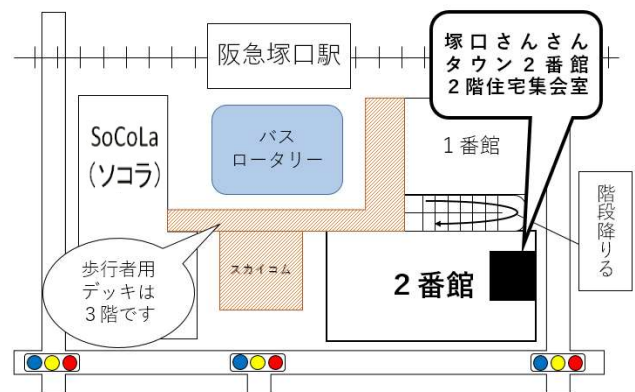 阪急塚口駅
塚口さんさん
タウン２番館
２階住宅集会室
SoCoLa
(ソコラ)
バス
ロータリー
１番館
階段降りる
歩行者用
デッキは
３階です
スカイコム
２番館